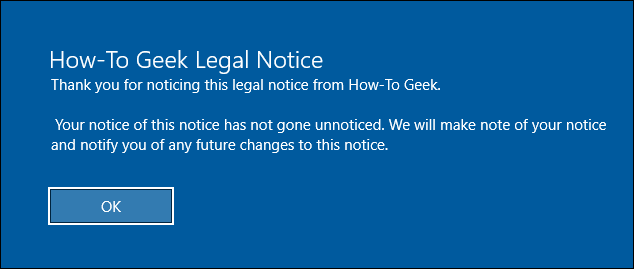 How-To Geek Legal Notice
Thank you for noticing this legal notice from How-To Geek.
Your notice of this notice has not gone unnoticed. We will make note of your notice
and notify you of any future changes to this notice.
OK